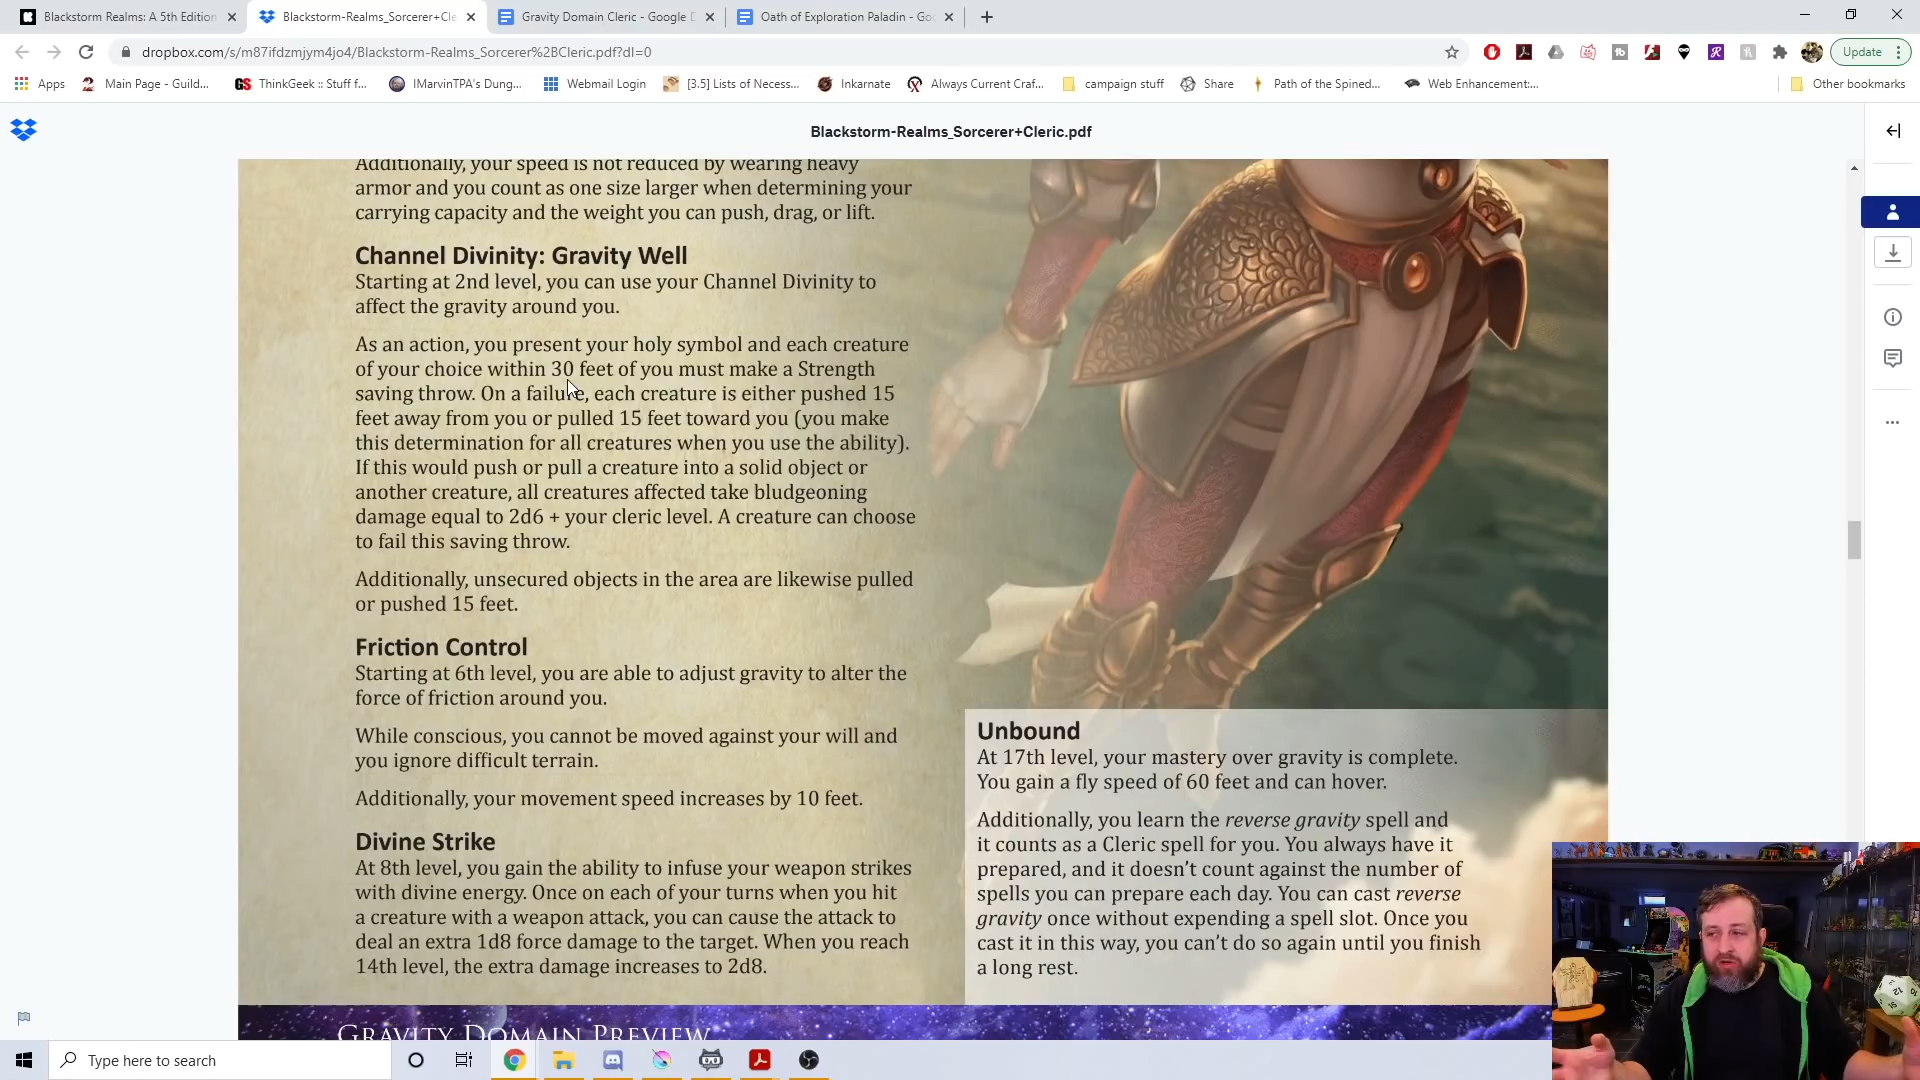 Blackstorm Realms: A 5th Edition
Blackstorm-Realms_Sorcerer+Cle
Gravity Domain Cleric - Google D
Oath of Exploration Paladin - Goo
dropbox.com/s/m87ifdzmjym4jo4/Blackstorm-Realms_Sorcerer%2BCleric.pdf?dl=0
Update
Apps
Main Page - Guild...
GS
ThinkGeek :: Stuff f...
IMarvinTPA's Dung...
Webmail Login
[3.5] Lists of Necess...
Inkarnate
Always Current Craf...
campaign stuff
Share
Path of the Spined...
Web Enhancement:...
Other bookmarks
Blackstorm-Realms_Sorcerer+Cleric.pdf
Additionally, your speed is not reduced by wearing heavy
armor and you count as one size larger when determining your
carrying capacity and the weight you can push, drag, or lift.
Channel Divinity: Gravity Well
Starting at 2nd level, you can use your Channel Divinity to
affect the gravity around you.
As an action, you present your holy symbol and each creature
of your choice within 30 feet of you must make a Strength
saving throw. On a failure, each creature is either pushed 15
feet away from you or pulled 15 feet toward you (you make
this determination for all creatures when you use the ability).
If this would push or pull a creature into a solid object or
another creature, all creatures affected take bludgeoning
damage equal to 2d6 + your cleric level. A creature can choose
to fail this saving throw.
Additionally, unsecured objects in the area are likewise pulled
or pushed 15 feet.
Friction Control
Starting at 6th level, you are able to adjust gravity to alter the
force of friction around you.
While conscious, you cannot be moved against your will and
you ignore difficult terrain.
Additionally, your movement speed increases by 10 feet.
Divine Strike
At 8th level, you gain the ability to infuse your weapon strikes
with divine energy. Once on each of your turns when you hit
a creature with a weapon attack, you can cause the attack to
deal an extra 1d8 force damage to the target. When you reach
14th level, the extra damage increases to 2d8.
Unbound
At 17th level, your mastery over gravity is complete.
You gain a fly speed of 60 feet and can hover.
Additionally, you learn the reverse gravity spell and
it counts as a Cleric spell for you. You always have it
prepared, and it doesn't count against the number of
spells you can prepare each day. You can cast reverse
gravity once without expending a spell slot. Once you
cast it in this way, you can't do so again until you finish
a long rest.
Gravity Domain Preview
Type here to search
12